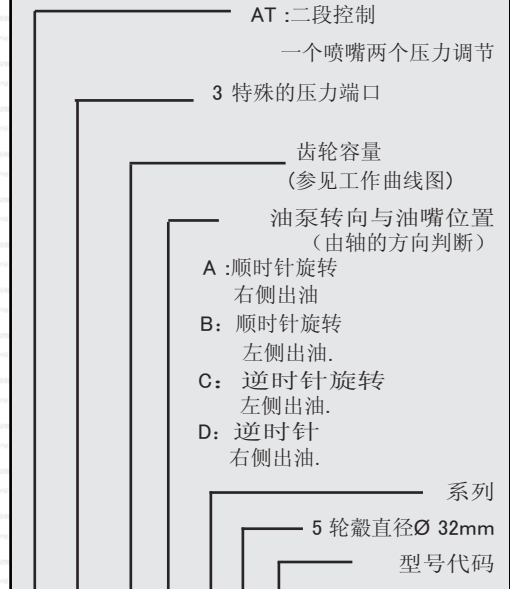 AT :二段控制
一个喷嘴两个压力调节
3 特殊的压力端口
齿轮容量
(参见工作曲线图)
油泵转向与油嘴位置
（由轴的方向判断）
A :顺时针旋转
右侧出油
B：顺时针旋转
左侧出油.
C： 逆时针旋转
左侧出油.
D：逆时针
右侧出油.
系列
5 轮毂直径Ø 32mm
型号代码